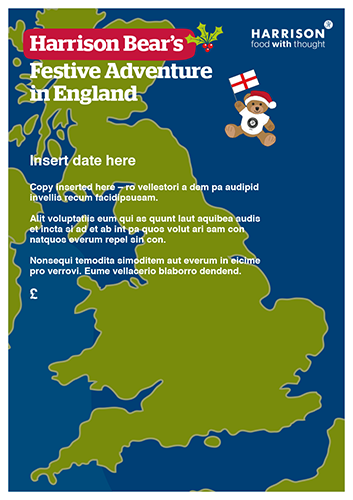 Harrison Bear's
Festive Adventure
in England
HARRISON
food with thought
Insert date here
Copy Inserted here – ro vellestori a dem pa audipid
invellis recum facidipsusam.
Alit voluptatiis eum qui as quunt laut aquibea audis
et incta si ad et ab int pa quos volut ari sam con
natquos everum repel sin con.
Nonsequi temodita simoditem aut everum in eicime
pro verrovi. Eume vellacerio blaborro dendend.
£